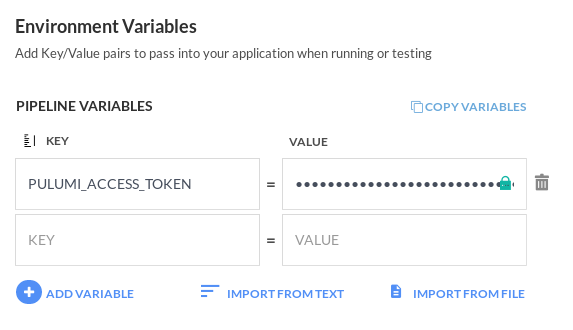 Environment Variables
Add Key/Value pairs to pass into your application when running or testing
PIPELINE VARIABLES
COPY VARIABLES
KEY
VALUE
PULUMI_ACCESS_TOKEN = ••••••••••••••••••••••••••••
KEY = VALUE
ADD VARIABLE
IMPORT FROM TEXT
IMPORT FROM FILE